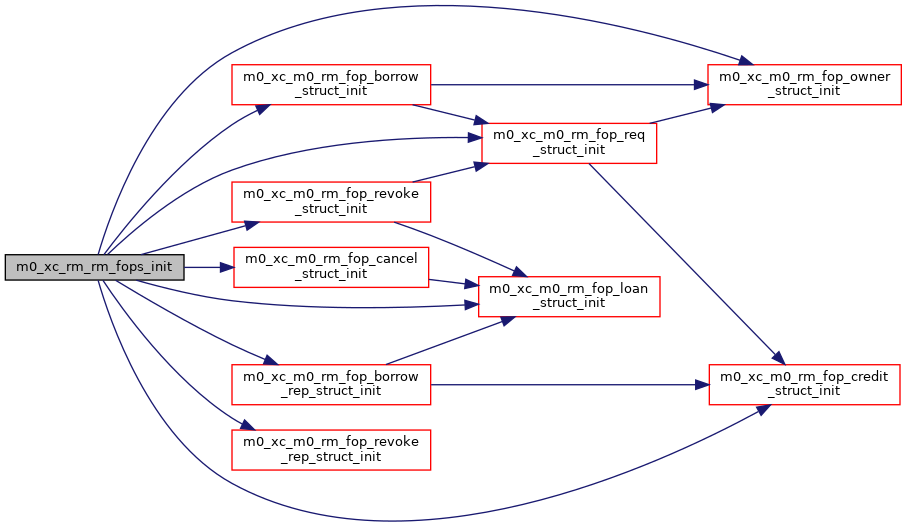 m0_xc_m0_rm_fop_borrow
_struct_init
m0_xc_m0_rm_fop_owner
_struct_init
m0_xc_m0_rm_fop_req
_struct_init
m0_xc_m0_rm_fop_revoke
_struct_init
m0_xc_rm_rm_fops_init
m0_xc_m0_rm_fop_cancel
_struct_init
m0_xc_m0_rm_fop_loan
_struct_init
m0_xc_m0_rm_fop_borrow
_rep_struct_init
m0_xc_m0_rm_fop_credit
_struct_init
m0_xc_m0_rm_fop_revoke
_rep_struct_init